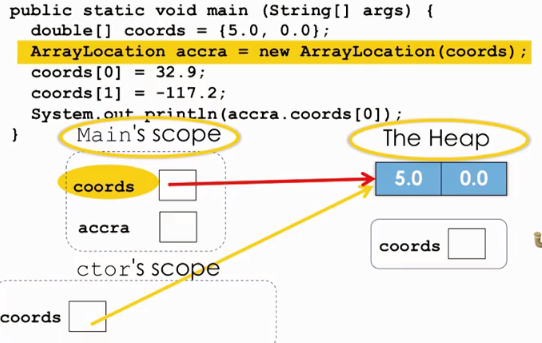 public static void main (String[] args) {
double[] coords = {5.0, 0.0};
ArrayLocation accra = new ArrayLocation(coords);
coords[0] = 32.9;
coords[1] = -117.2;
System.out.println(accra.coords[0]);
}
Main's scope
The Heap
coords
5.0 0.0
accra
coords
ctor's scope
coords